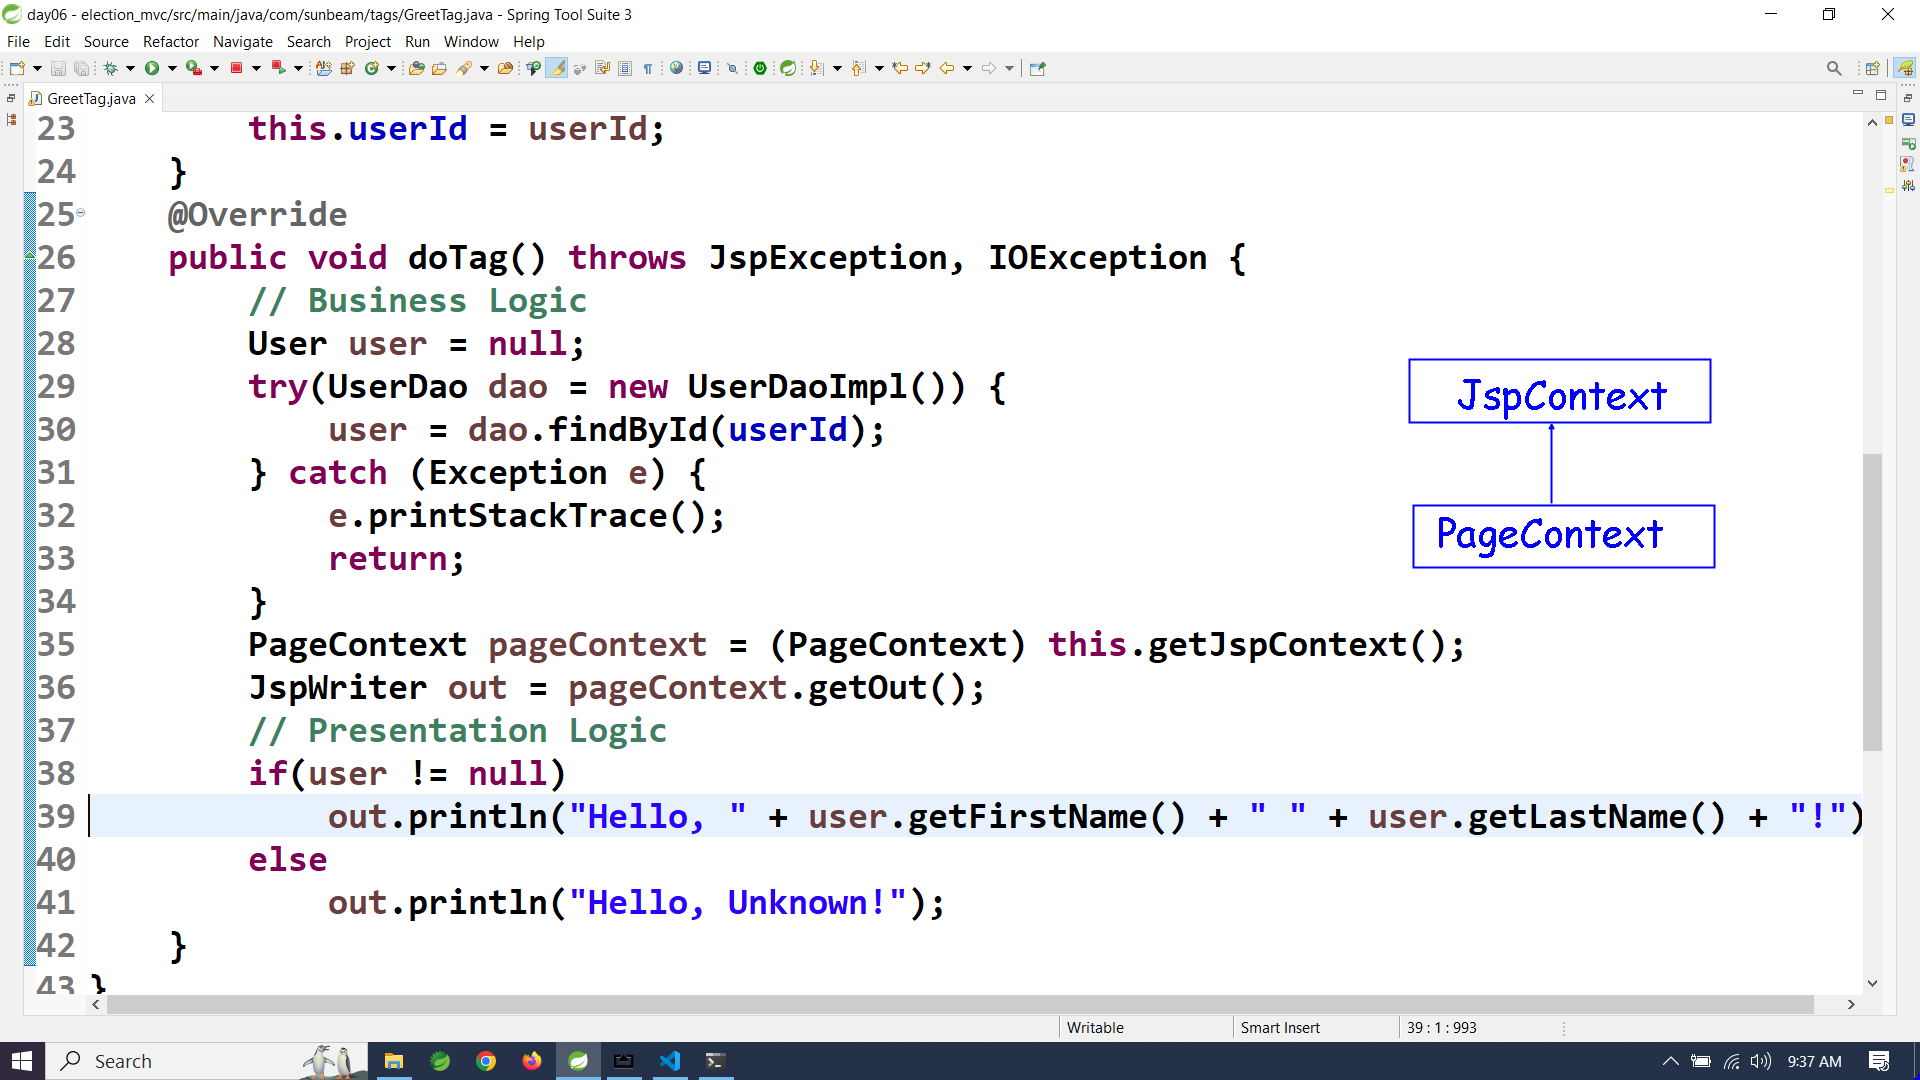 day06 - election_mvc/src/main/java/com/sunbeam/tags/GreetTag.java - Spring Tool Suite 3
File Edit Source Refactor Navigate Search Project Run Window Help
GreetTag.java
23 this.userId = userId;
24 }
25 @Override
26 public void doTag() throws JspException, IOException {
27 // Business Logic
28 User user = null;
29 try(UserDao dao = new UserDaoImpl()) {
30 user = dao.findById(userId);
31 } catch (Exception e) {
32 e.printStackTrace();
33 return;
34 }
35 PageContext pageContext = (PageContext) this.getJspContext();
36 JspWriter out = pageContext.getOut();
37 // Presentation Logic
38 if(user != null)
39 out.println("Hello, " + user.getFirstName() + " " + user.getLastName() + "!")
40 else
41 out.println("Hello, Unknown!");
42 }
43 }
JspContext
PageContext
Writable Smart Insert 39 : 1 : 993
Search 9:37 AM